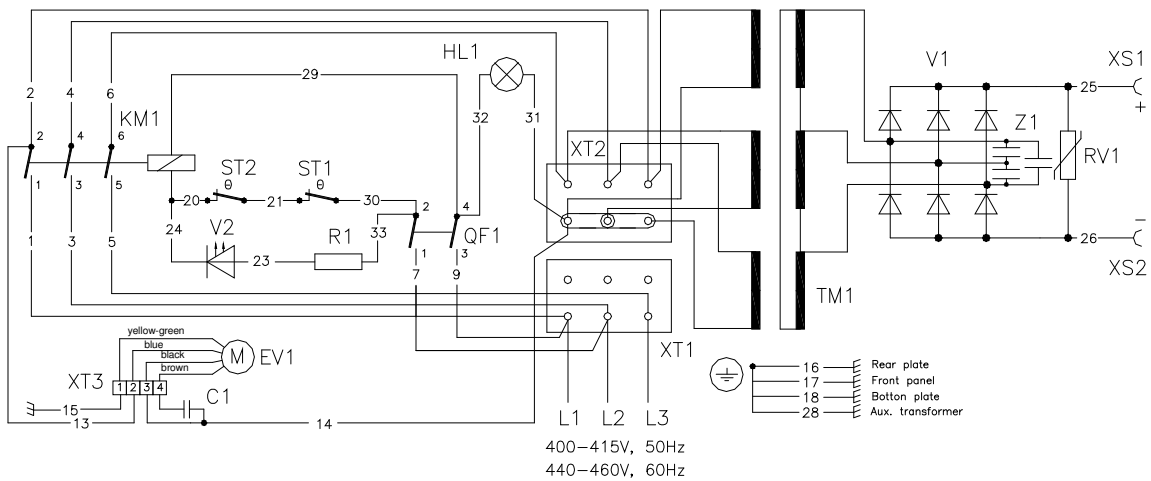 HL1
29
V1
XS1
25
+
2
4
6
KM1
2
4
6
32
31
XT2
Z1
RV1
ST2
ST1
θ
θ
1
3
5
20
21
30
2
4
24
V2
R1
33
QF1
1
3
5
23
1
3
7
9
−
26
XS2
TM1
yellow-green
blue
black
brown
M
EV1
XT1
XT3
1
2
3
4
C1
15
13
14
L1
L2
L3
400-415V, 50Hz
440-460V, 60Hz
16
Rear plate
17
Front panel
18
Botton plate
28
Aux. transformer